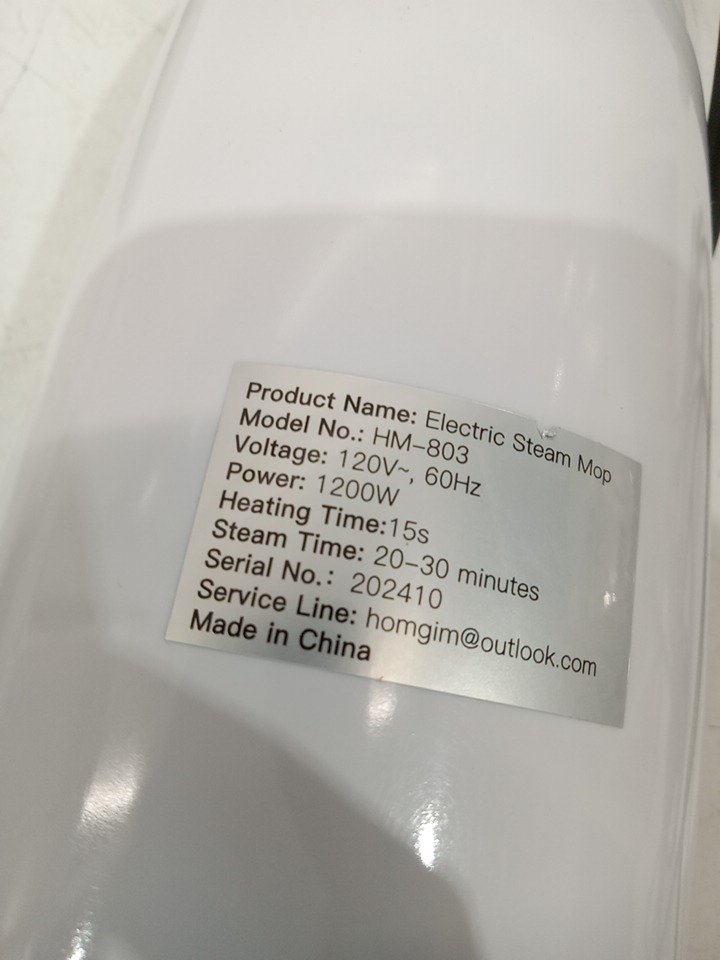 Product Name: Electric Steam Mop
Model No.: HM-803
Voltage: 120V~, 60Hz
Power: 1200W
Heating Time:15s
Steam Time: 20-30 minutes
Serial No.: 202410
Service Line: homgim@outlook.com
Made in China